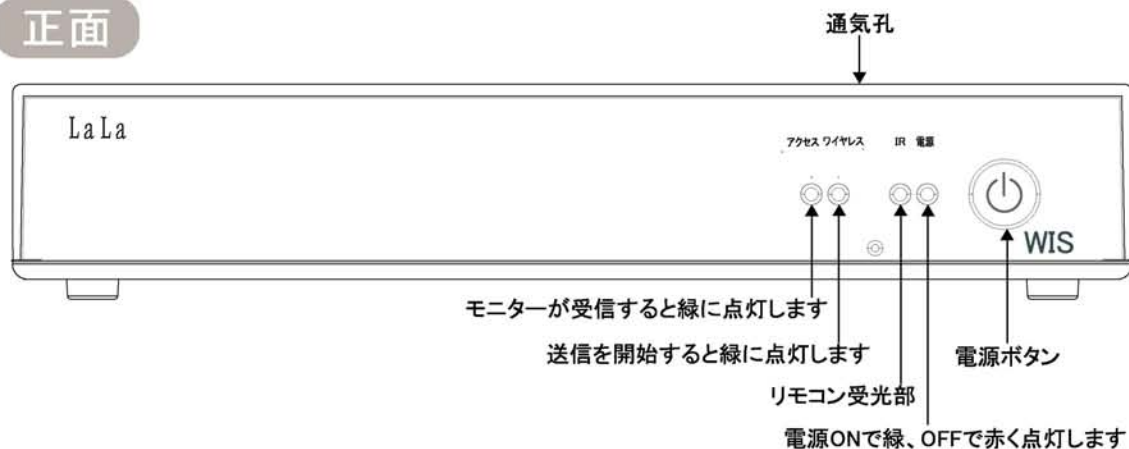 正面
通気孔
LaLa
アクセス ワイヤレス IR 電源
WIS
モニターが受信すると緑に点灯します
送信を開始すると緑に点灯します
電源ボタン
リモコン受光部
電源ONで緑、OFFで赤く点灯します